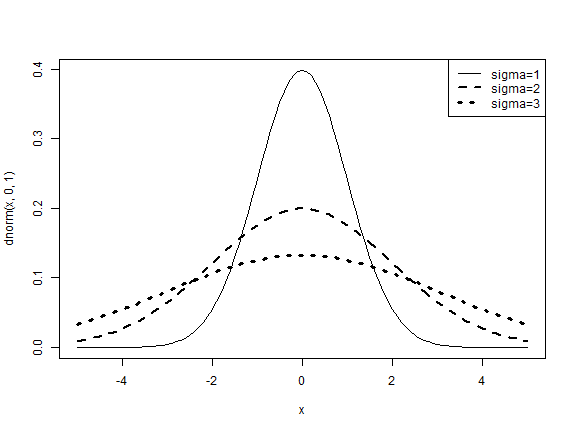 sigma=1
sigma=2
sigma=3
dnorm(x, 0, 1)
0.4
0.3
0.2
0.1
0.0
-4 -2 0 2 4
x